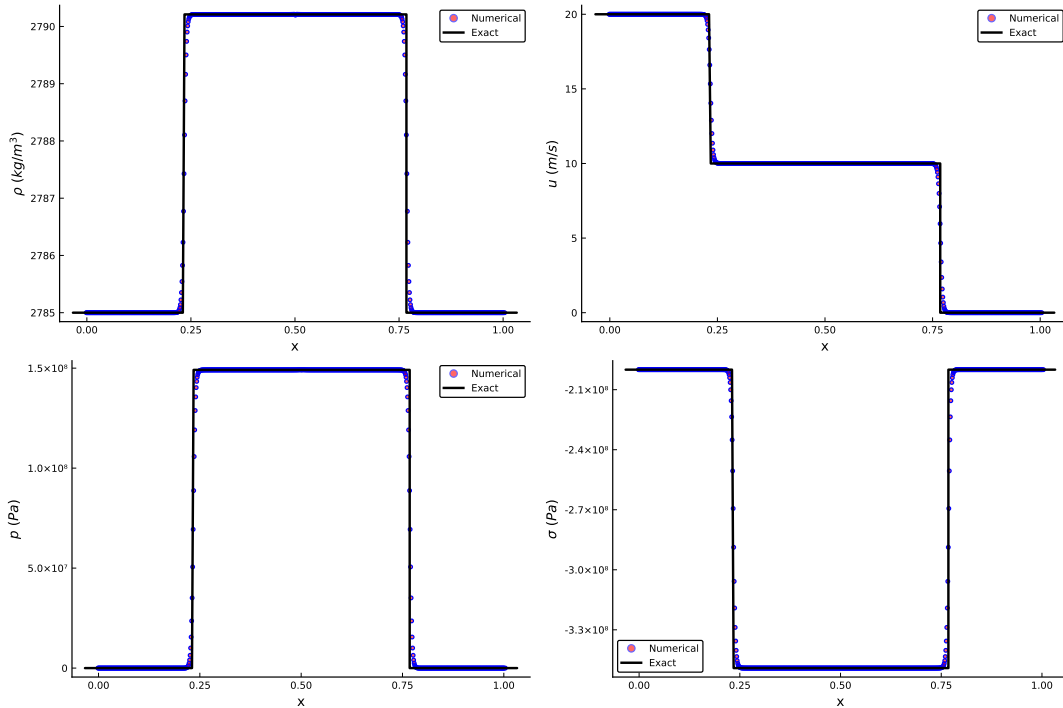 2790
2789
2788
2787
2786
2785
ρ (kg/m³)
0.00 0.25 0.50 0.75 1.00
x
Numerical
Exact
20
15
10
5
0
u (m/s)
0.00 0.25 0.50 0.75 1.00
x
Numerical
Exact
1.5×10⁸
1.0×10⁸
5.0×10⁷
0
p (Pa)
0.00 0.25 0.50 0.75 1.00
x
Numerical
Exact
-2.1×10⁸
-2.4×10⁸
-2.7×10⁸
-3.0×10⁸
-3.3×10⁸
σ (Pa)
0.00 0.25 0.50 0.75 1.00
x
Numerical
Exact